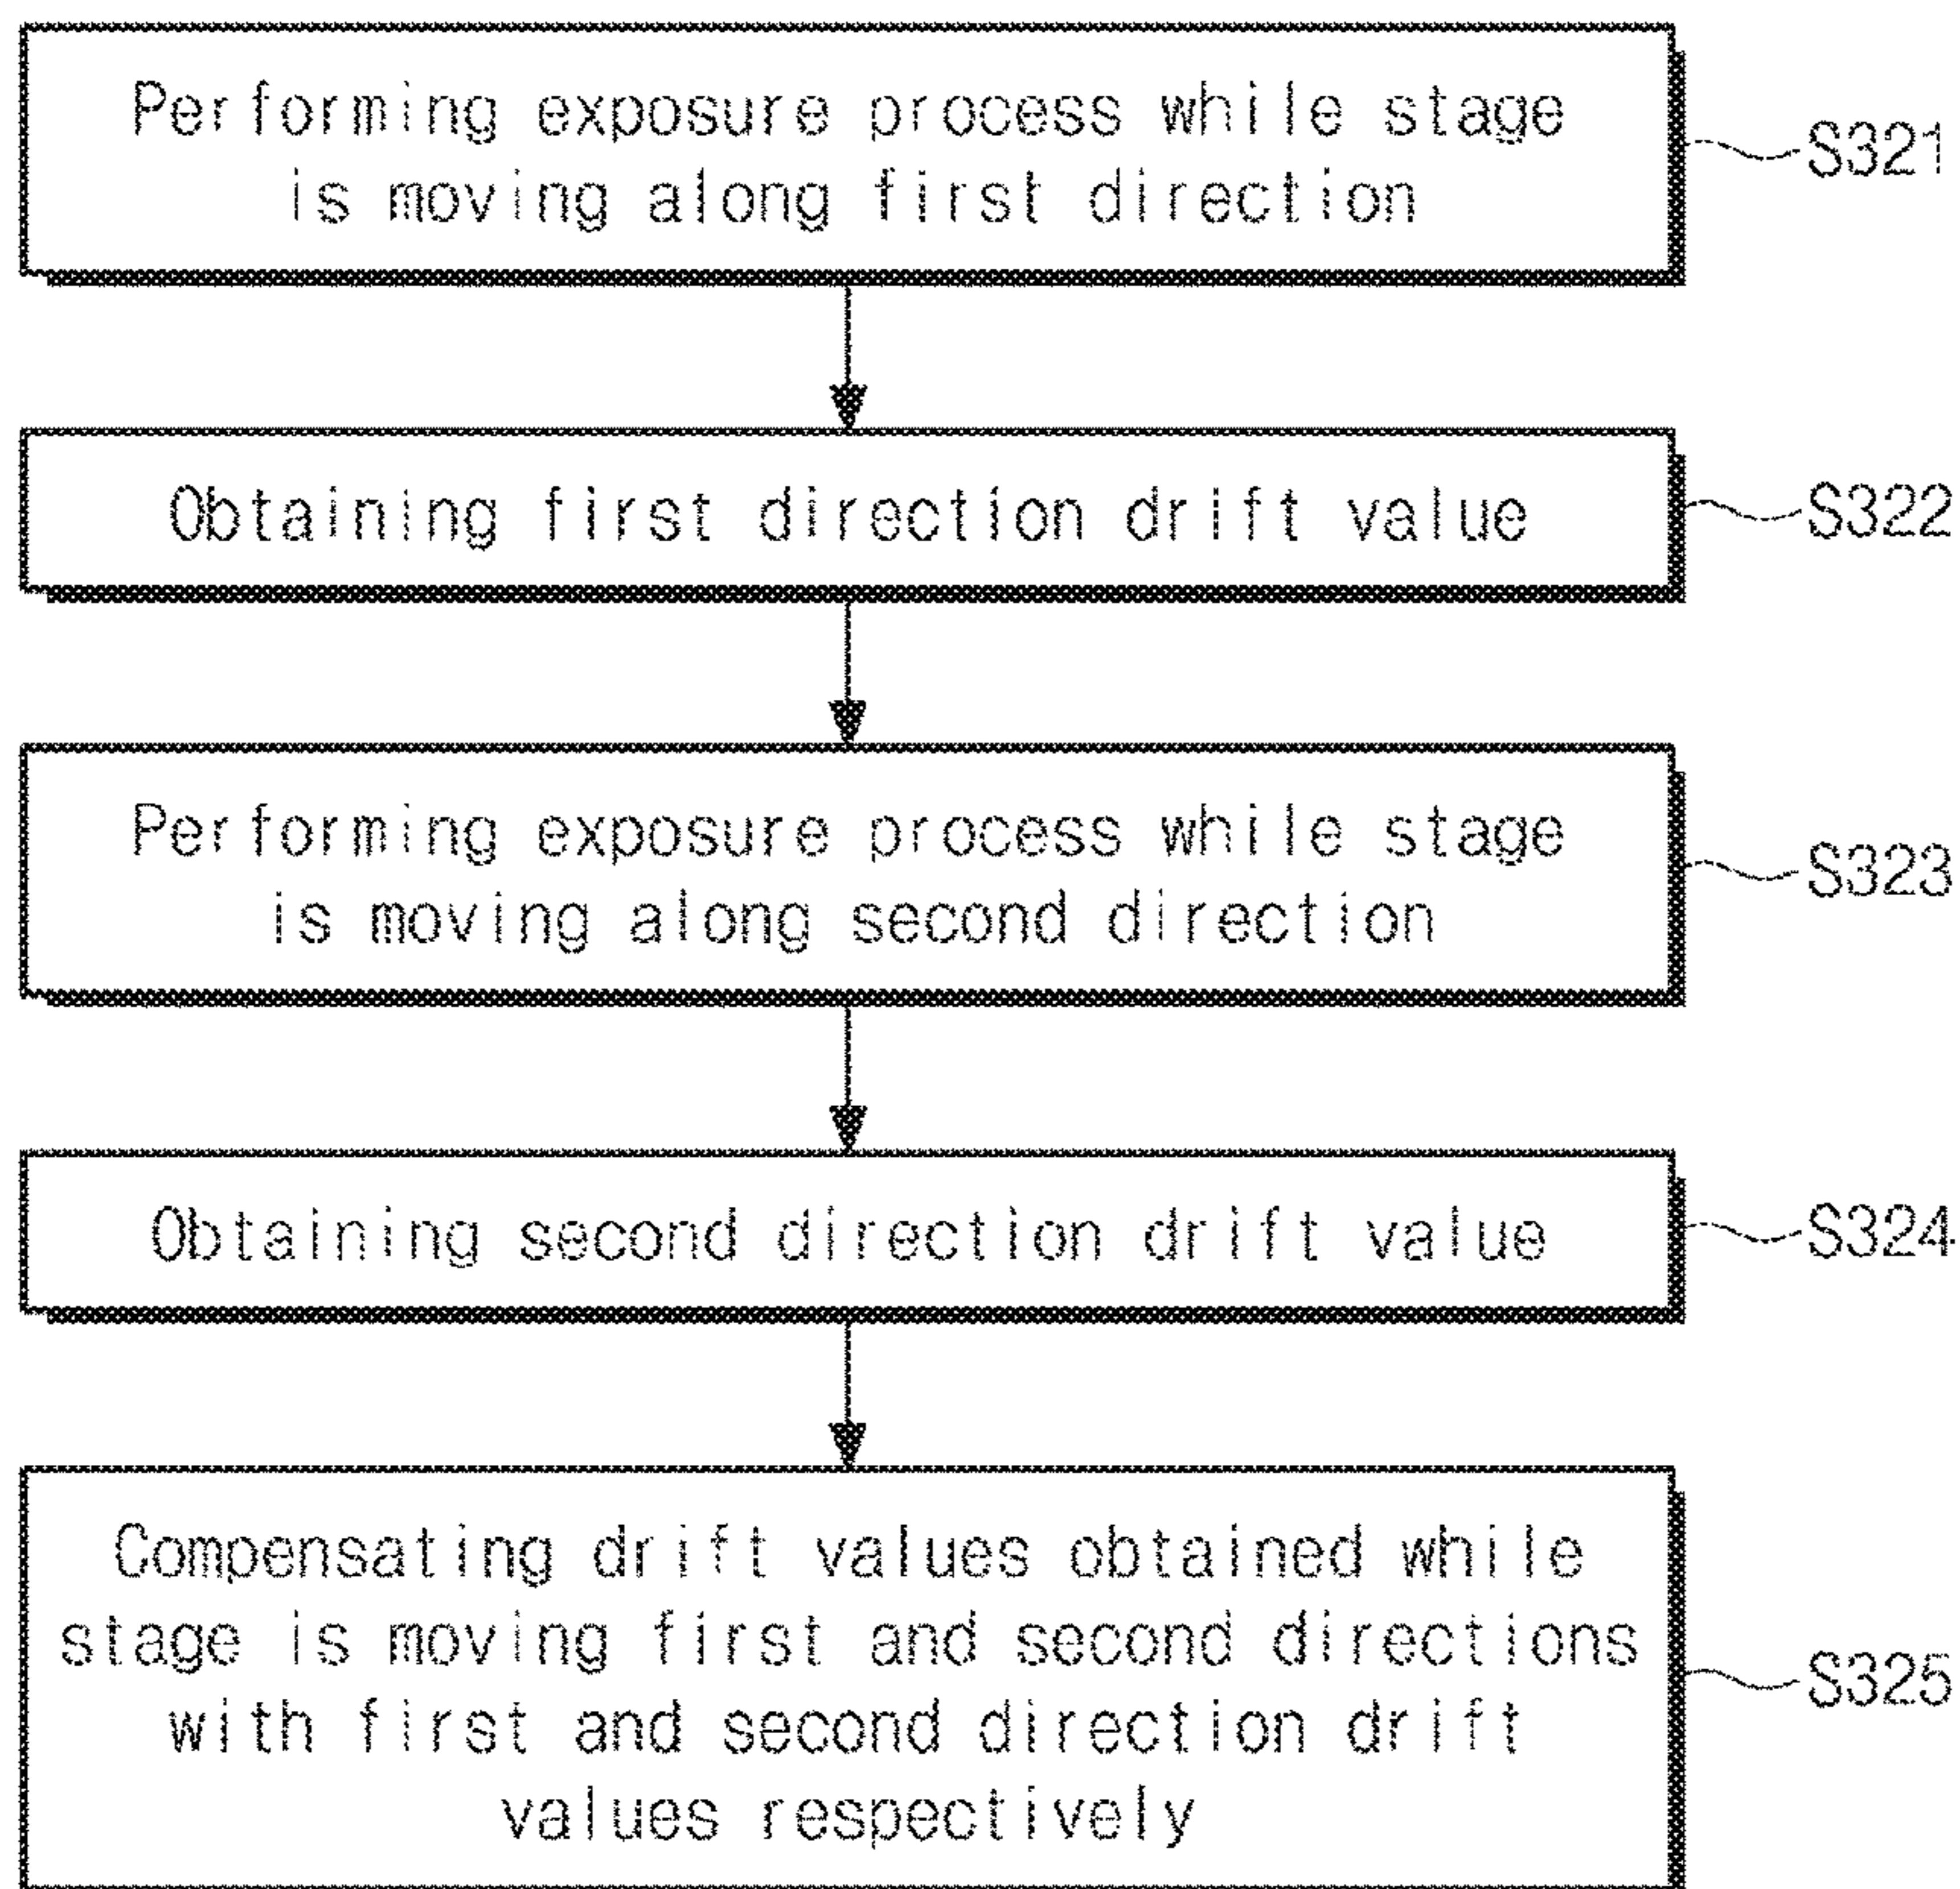 Performing exposure process while stage
is moving along first direction
S321
Obtaining first direction drift value
S322
Performing exposure process while stage
is moving along second direction
S323
Obtaining second direction drift value
S324
Compensating drift values obtained while
stage is moving first and second directions
with first and second direction drift
values respectively
S325